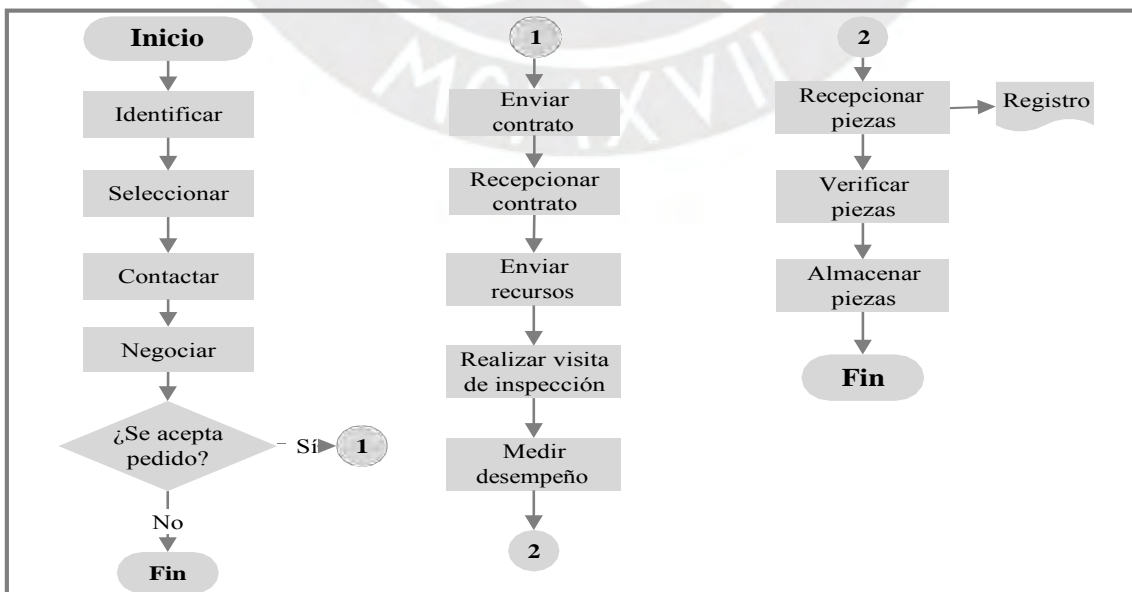 Inicio
Identificar
Seleccionar
Contactar
Negociar
¿Se acepta
pedido?
Sí
1
No
Fin
1
Enviar
contrato
Recepcionar
contrato
Enviar
recursos
Realizar visita
de inspección
Medir
desempeño
2
2
Recepcionar
piezas
Registro
Verificar
piezas
Almacenar
piezas
Fin
MCMXVII